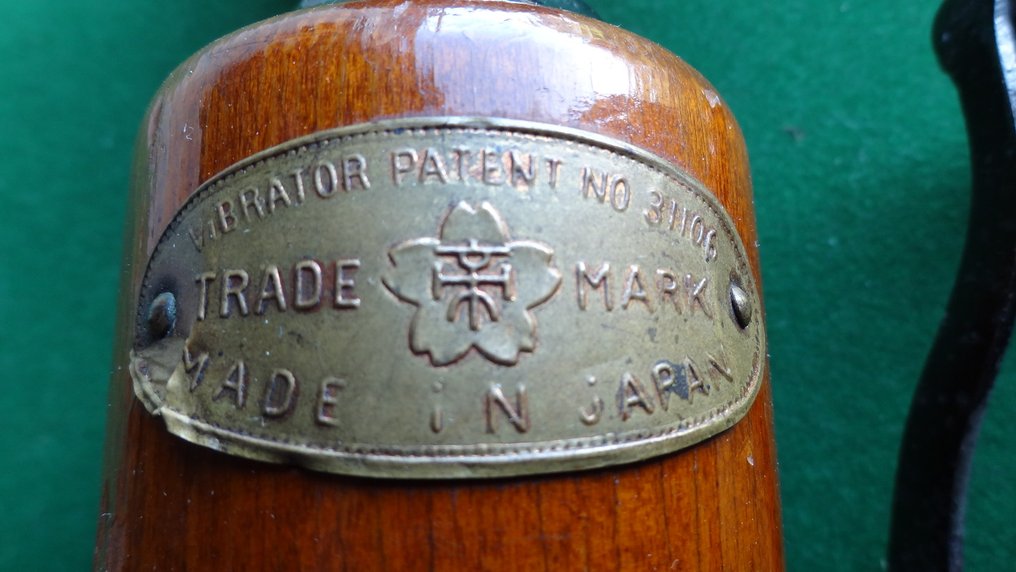 VIBRATOR PATENT NO 31106
TRADE MARK
MADE iN jAPAN